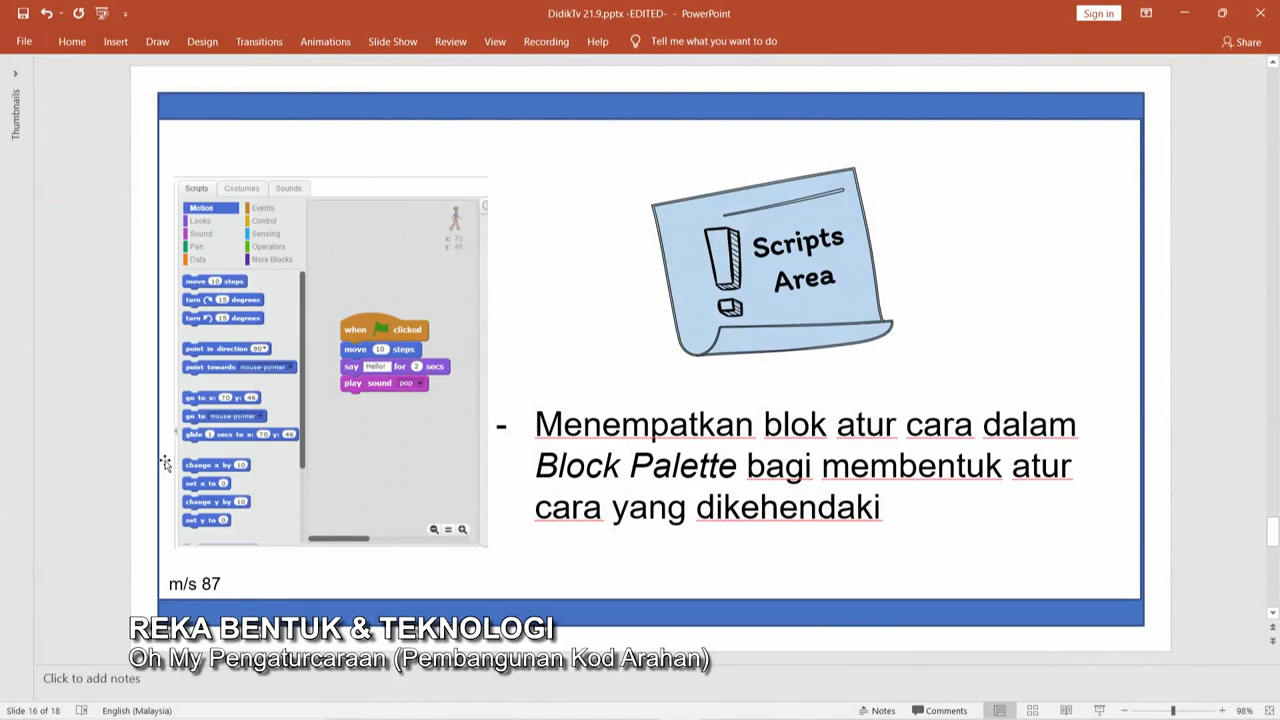 DidikTv 21.9.pptx -EDITED- - PowerPoint
Sign in
File Home Insert Draw Design Transitions Animations Slide Show Review View Recording Help Tell me what you want to do Share
Thumbnails
Scripts Costumes Sounds
Motion Events
Looks Control
Sound Sensing
Pen Operators
Data More Blocks
move 10 steps
turn 15 degrees
turn 15 degrees
point in direction 90
point towards mouse-pointer
go to x: 70 y: 46
go to mouse-pointer
glide 1 secs to x: 70 y: 46
change x by 10
set x to 0
change y by 10
set y to 0
x: 70
y: 46
when clicked
move 10 steps
say Hello! for 2 secs
play sound pop
! Scripts
Area
- Menempatkan blok atur cara dalam
Block Palette bagi membentuk atur
cara yang dikehendaki
m/s 87
REKA BENTUK & TEKNOLOGI
Oh My Pengaturcaraan (Pembangunan Kod Arahan)
Click to add notes
Slide 16 of 18 English (Malaysia) Notes Comments 98%